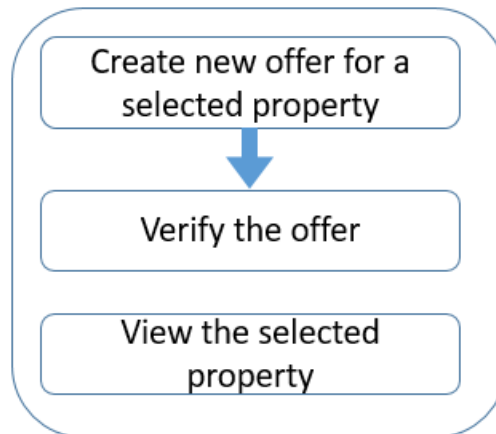 Create new offer for a
selected property
Verify the offer
View the selected
property